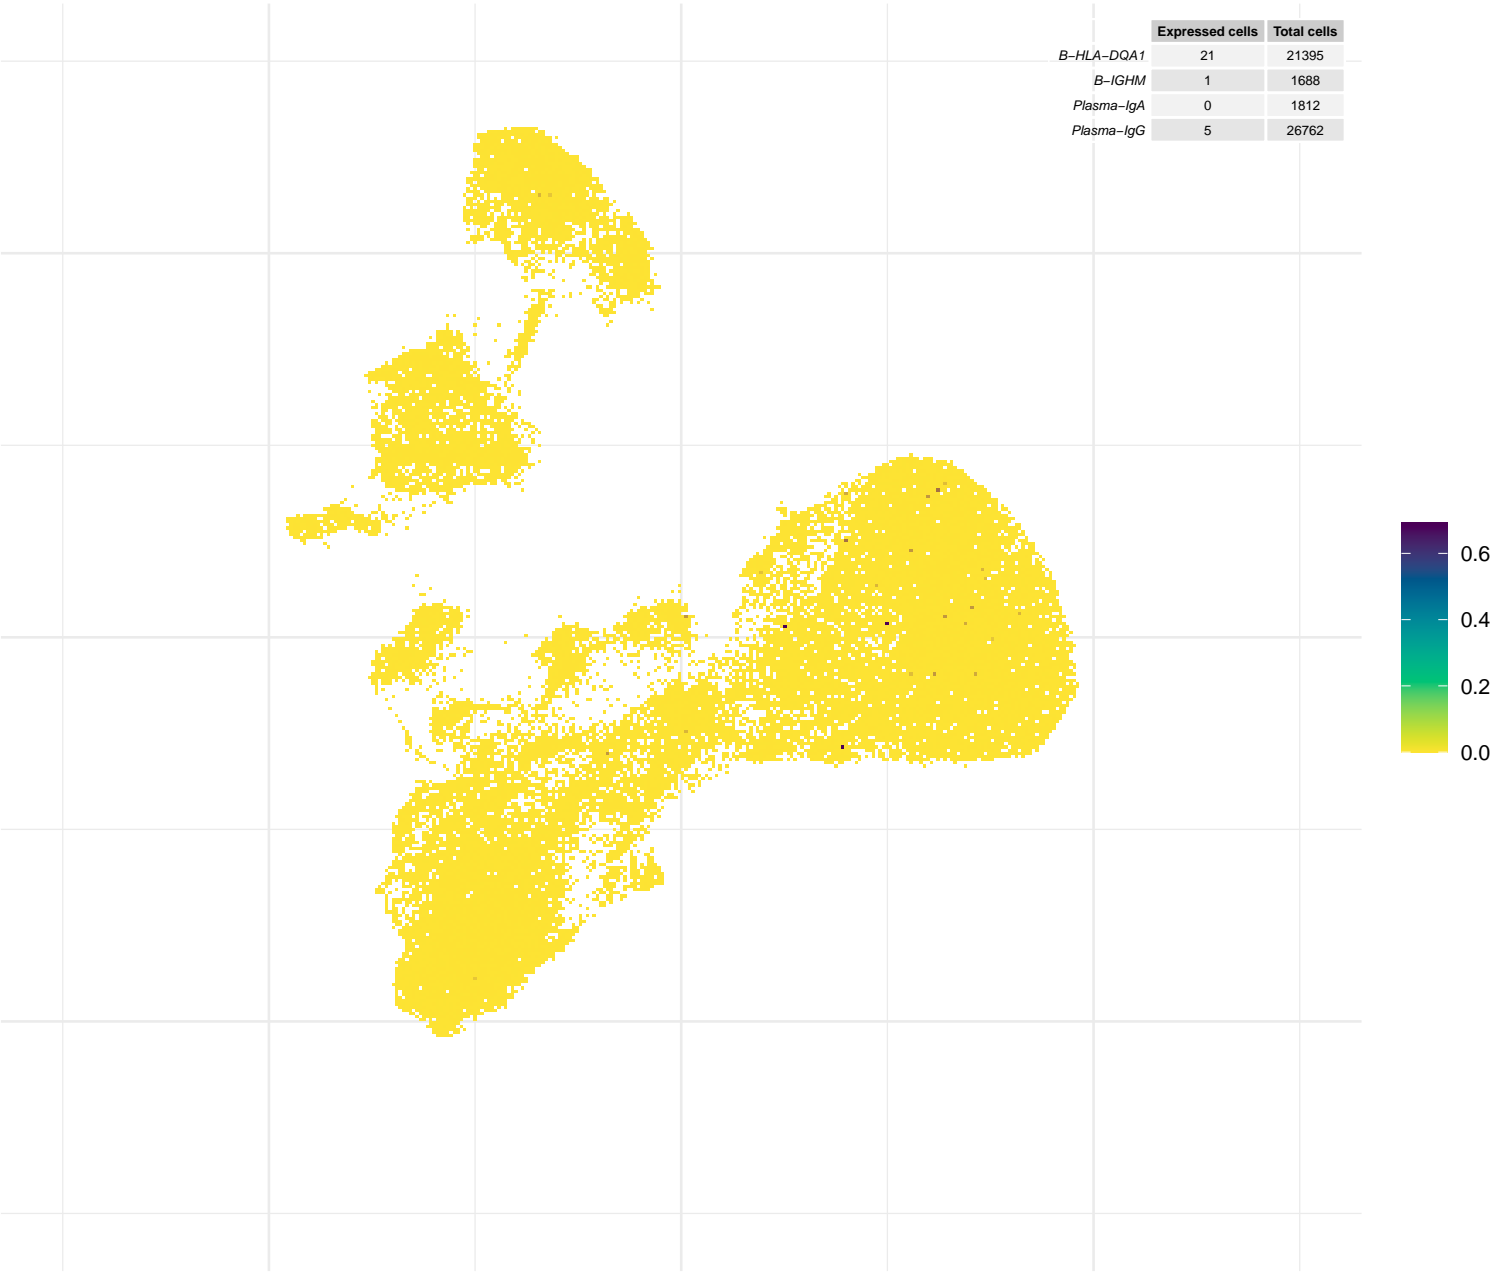 Expressed cells Total cells
B−HLA−DQA1 21 21395
B−IGHM 1 1688
Plasma−IgA 0 1812
Plasma−IgG 5 26762
0.6
0.4
0.2
0.0